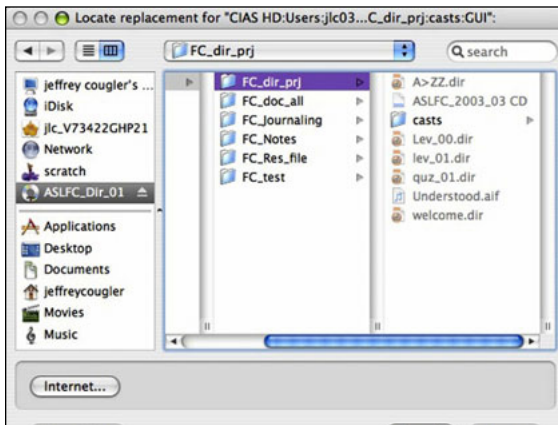 Locate replacement for "CIAS HD:Users:jlc03...C_dir_prj:casts:GUI":
FC_dir_prj
search
jeffrey cougler's ...
iDisk
jlc_V73422GHP21
Network
scratch
ASLFC_Dir_01
Applications
Desktop
Documents
jeffreycougler
Movies
Music
FC_dir_prj
FC_doc_all
FC_Journaling
FC_Notes
FC_Res_file
FC_test
A>ZZ.dir
ASLFC_2003_03 CD
casts
Lev_00.dir
lev_01.dir
quz_01.dir
Understood.aif
welcome.dir
Internet...